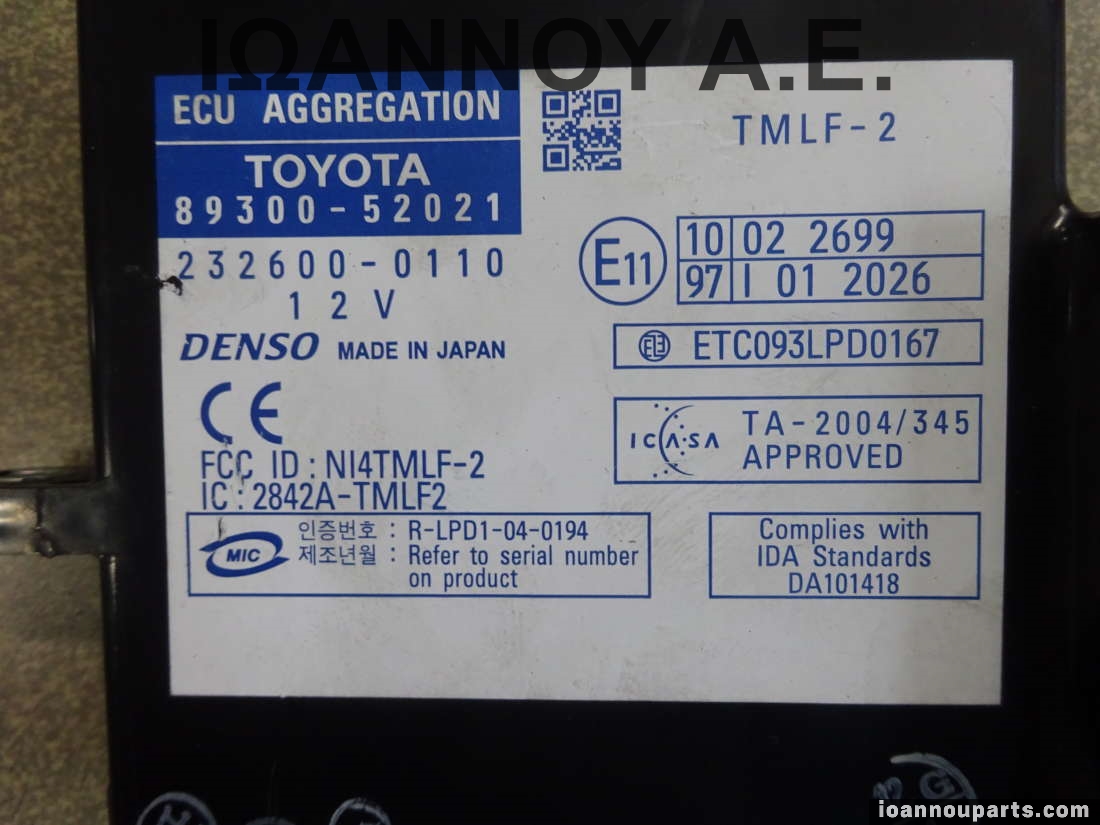 ΙΩΑΝΝΟΥ Α.Ε.
ECU AGGREGATION
TOYOTA
89300-52021
232600-0110
12V
DENSO MADE IN JAPAN
CE
FCC ID : NI4TMLF-2
IC : 2842A-TMLF2
MIC
인증번호 : R-LPD1-04-0194
제조년월 : Refer to serial number
on product
TMLF-2
E11
10 02 2699
97 I 01 2026
ETC093LPD0167
ICASA
TA-2004/345
APPROVED
Complies with
IDA Standards
DA101418
ioannouparts.com